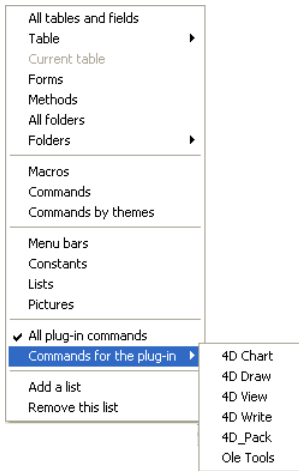 All tables and fields
Table
Current table
Forms
Methods
All folders
Folders
Macros
Commands
Commands by themes
Menu bars
Constants
Lists
Pictures
All plug-in commands
Commands for the plug-in
Add a list
Remove this list
4D Chart
4D Draw
4D View
4D Write
4D_Pack
Ole Tools